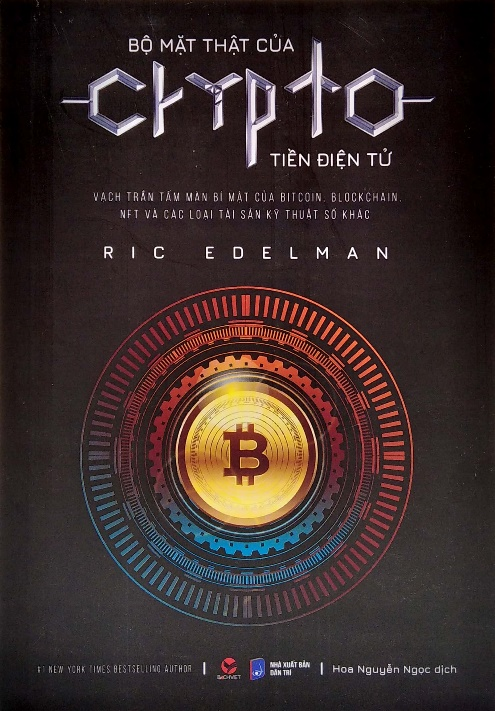 BỘ MẶT THẬT CỦA
CRYPTO
TIỀN ĐIỆN TỬ
VẠCH TRẦN TẤM MÀN BÍ MẬT CỦA BITCOIN, BLOCKCHAIN,
NFT VÀ CÁC LOẠI TÀI SẢN KỸ THUẬT SỐ KHÁC
RIC EDELMAN
#1 NEW YORK TIMES BESTSELLING AUTHOR
BACHVIET
NHÀ XUẤT BẢN
DÂN TRÍ
Hoa Nguyễn Ngọc dịch